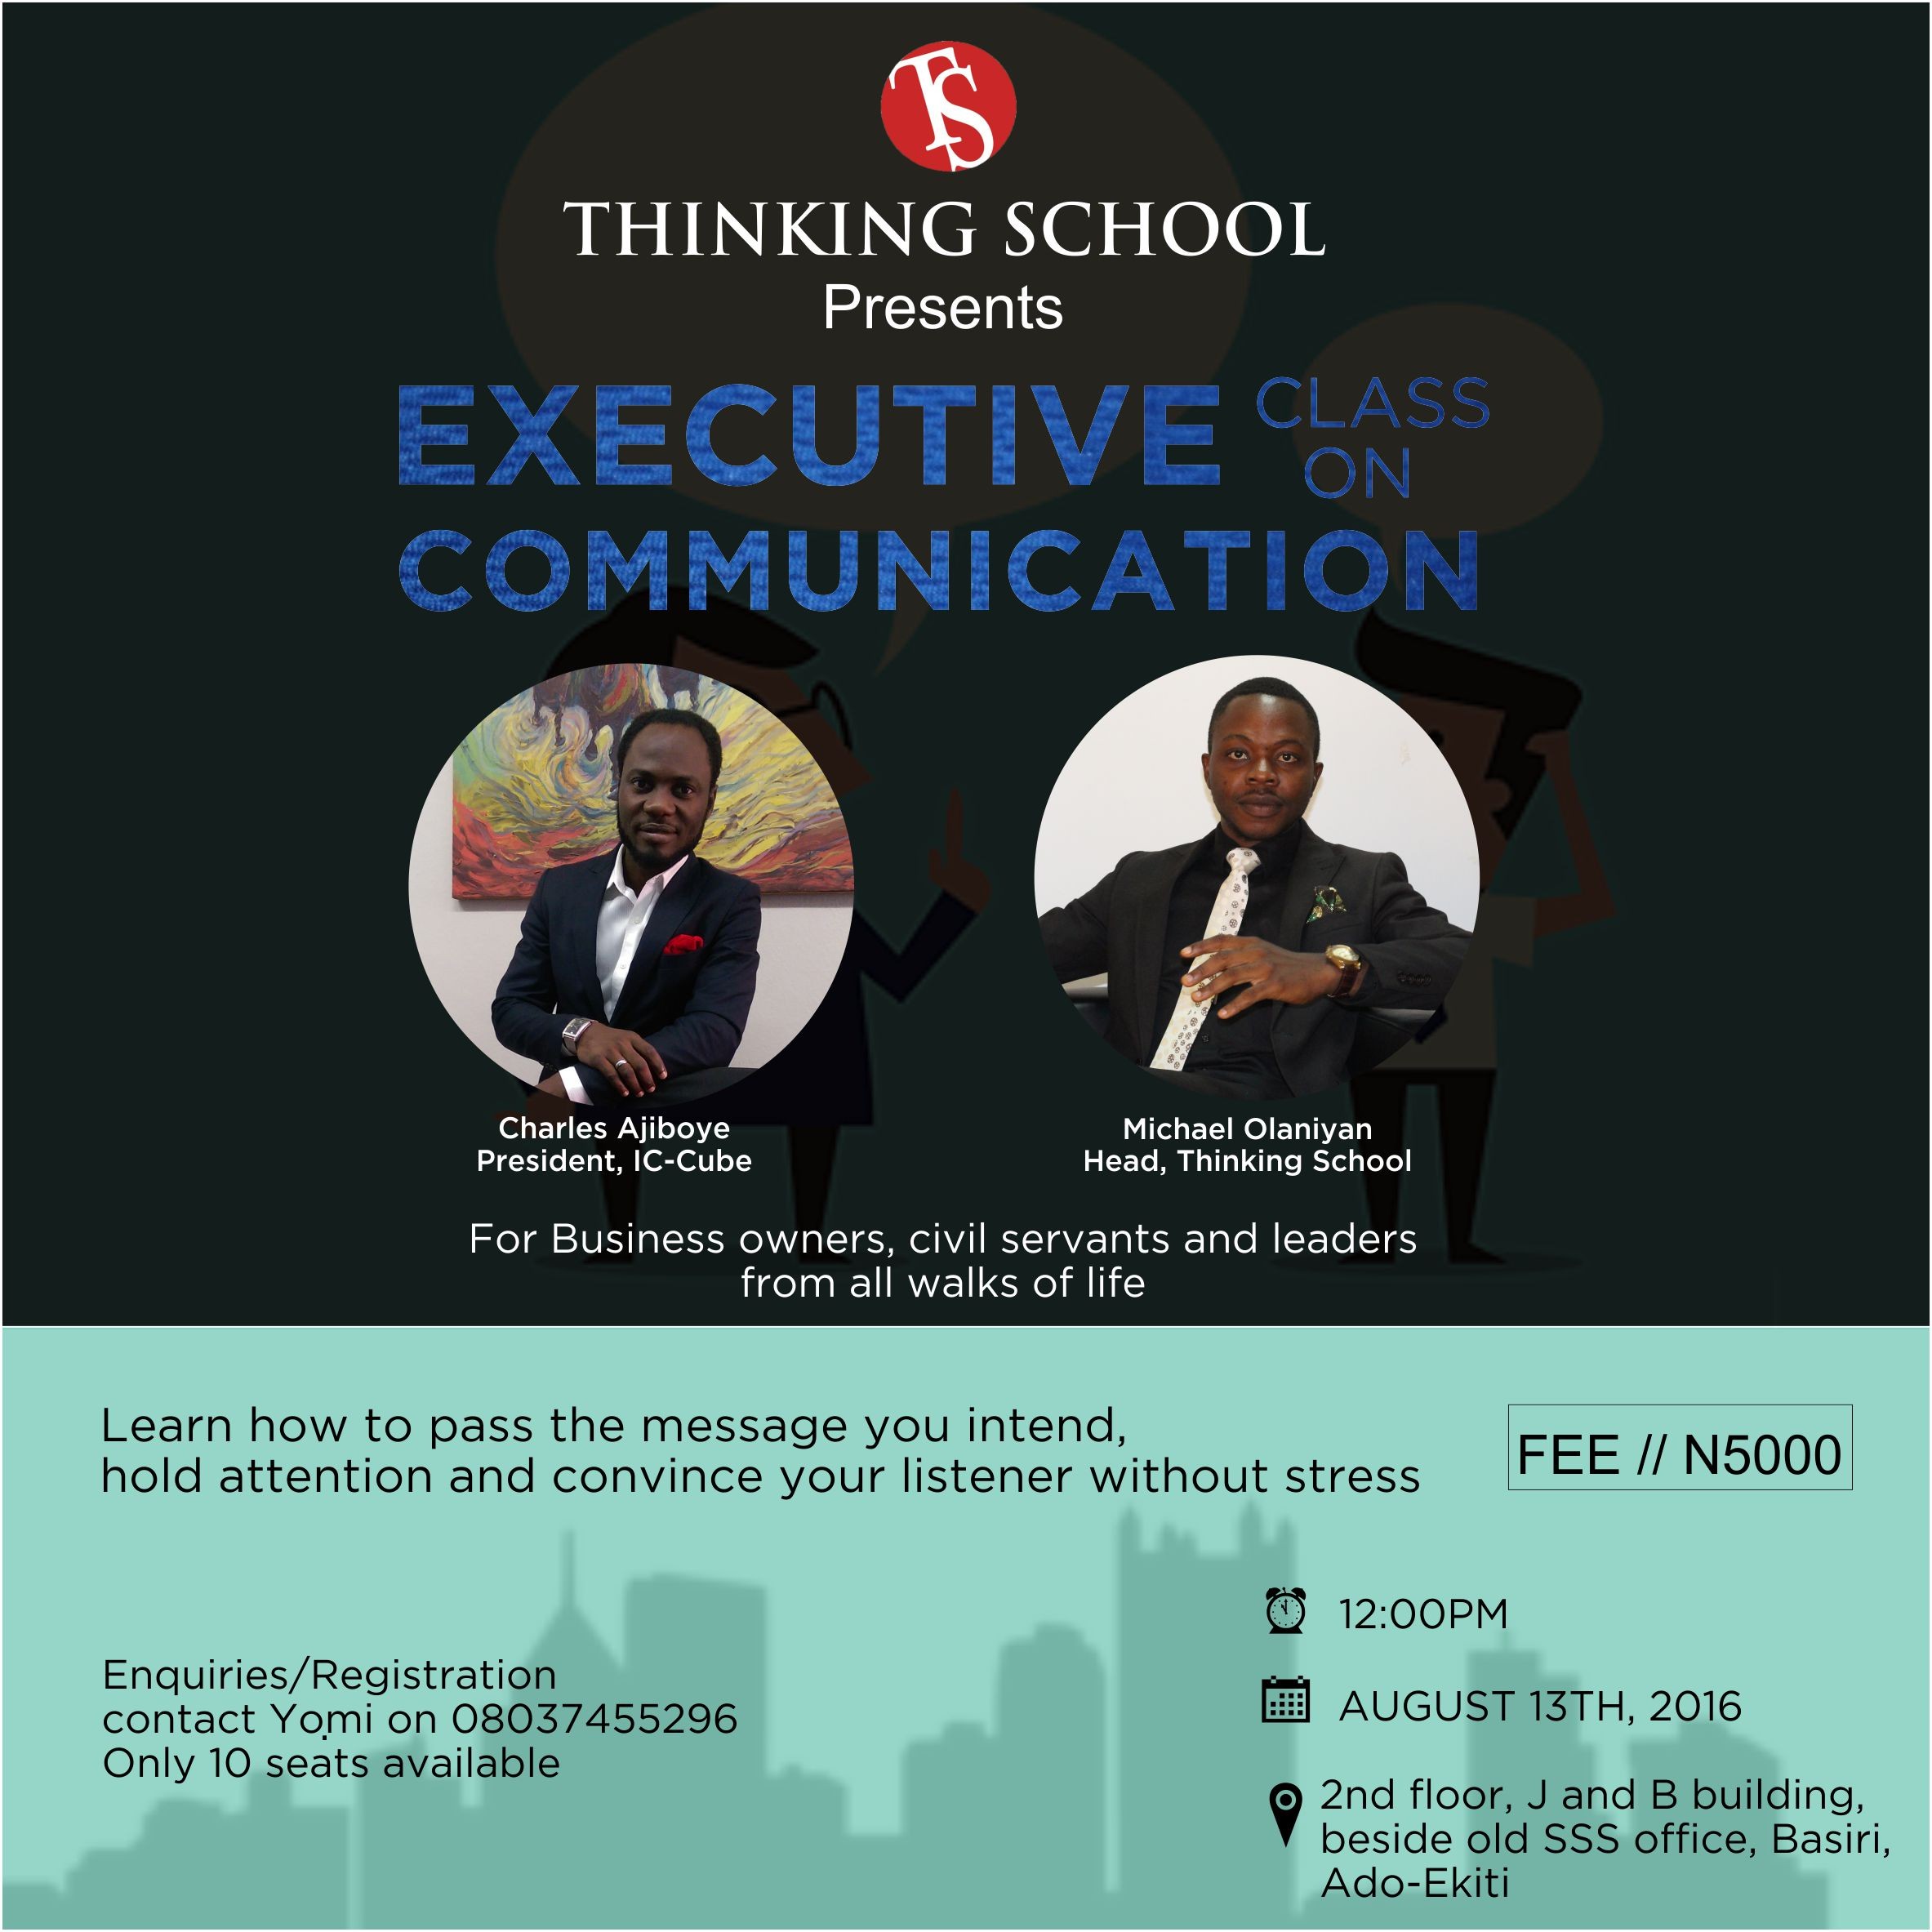 TS
THINKING SCHOOL
Presents
EXECUTIVE CLASS ON
COMMUNICATION
Charles Ajiboye
President, IC-Cube
Michael Olaniyan
Head, Thinking School
For Business owners, civil servants and leaders
from all walks of life
Learn how to pass the message you intend,
hold attention and convince your listener without stress
FEE // N5000
Enquiries/Registration
contact Yomi on 08037455296
Only 10 seats available
12:00PM
AUGUST 13TH, 2016
2nd floor, J and B building,
beside old SSS office, Basiri,
Ado-Ekiti